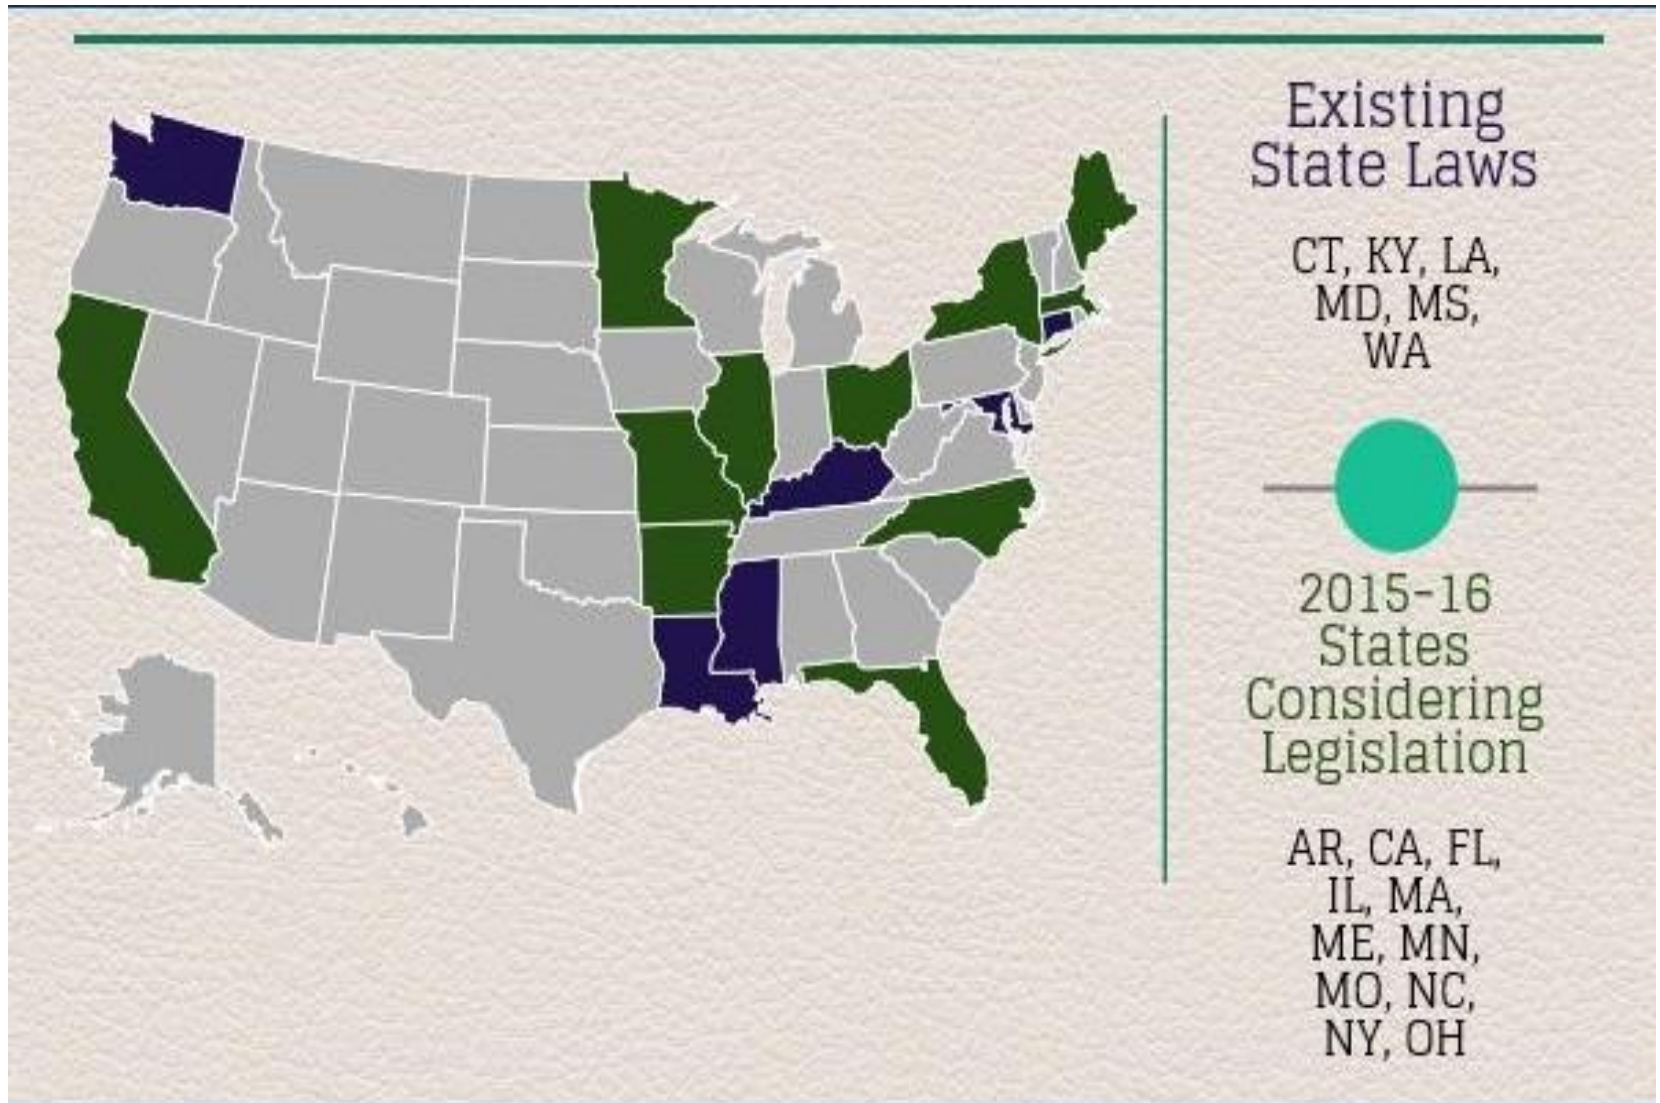 Existing
State Laws
CT, KY, LA,
MD, MS,
WA
2015-16
States
Considering
Legislation
AR, CA, FL,
IL, MA,
ME, MN,
MO, NC,
NY, OH